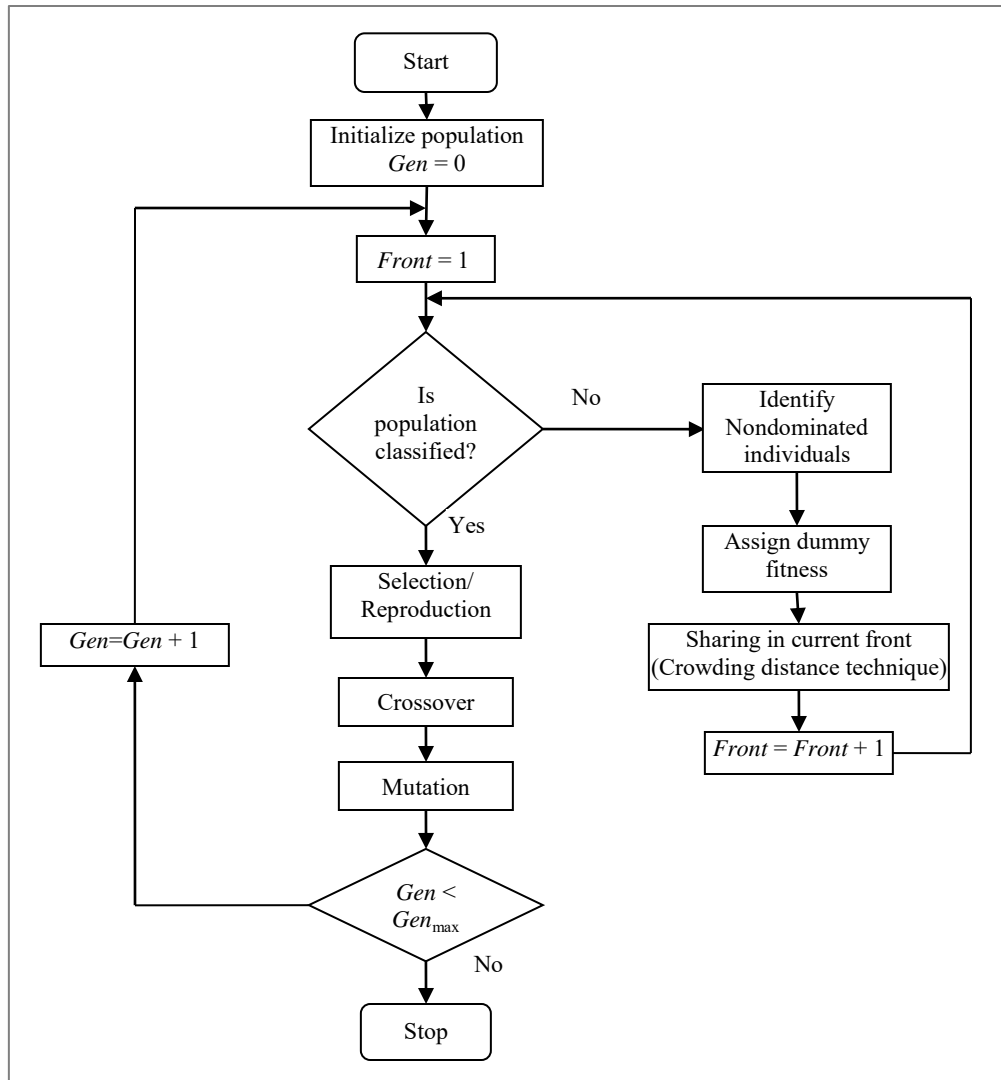 Start
Initialize population
Gen = 0
Front = 1
Is
population
classified?
No
Identify
Nondominated
individuals
Yes
Assign dummy
fitness
Selection/
Reproduction
Sharing in current front
(Crowding distance technique)
Gen=Gen + 1
Crossover
Front = Front + 1
Mutation
Gen <
Genmax
No
Stop